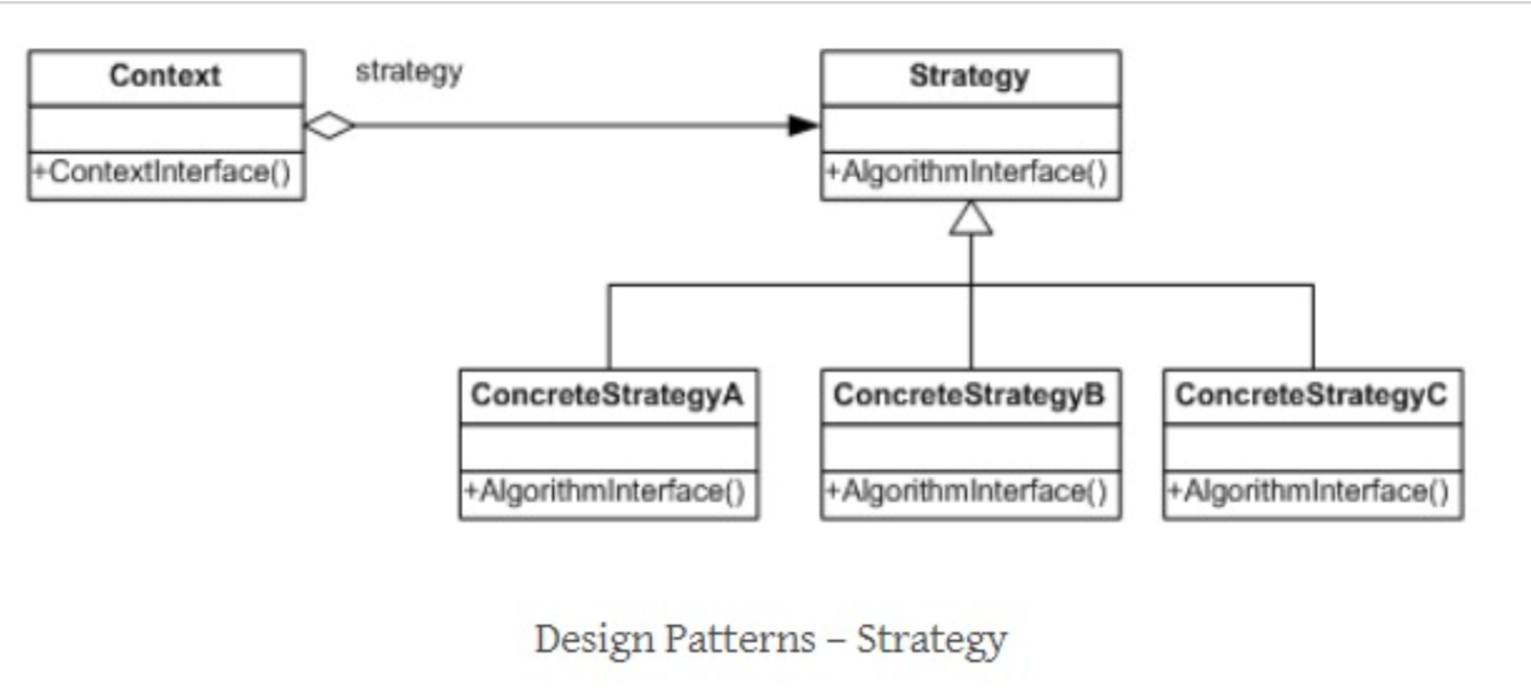 Context
strategy
Strategy
+ContextInterface()
+AlgorithmInterface()
ConcreteStrategyA
ConcreteStrategyB
ConcreteStrategyC
+AlgorithmInterface()
+AlgorithmInterface()
+AlgorithmInterface()
Design Patterns – Strategy